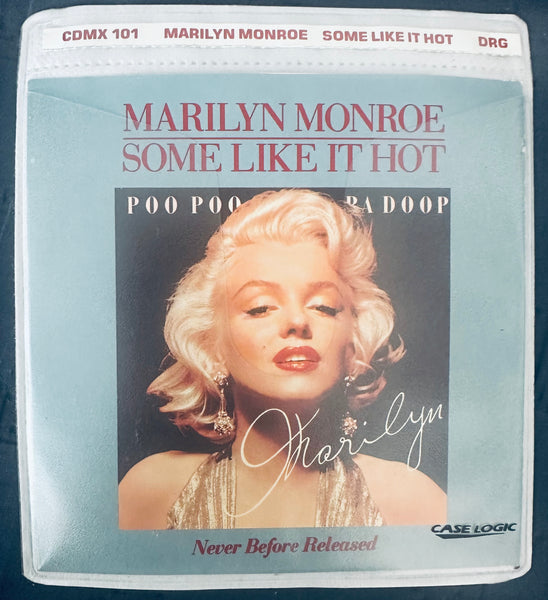 CDMX 101 MARILYN MONROE SOME LIKE IT HOT DRG
MARILYN MONROE
SOME LIKE IT HOT
POO POO BA DOOP
Marilyn
CASE LOGIC
Never Before Released